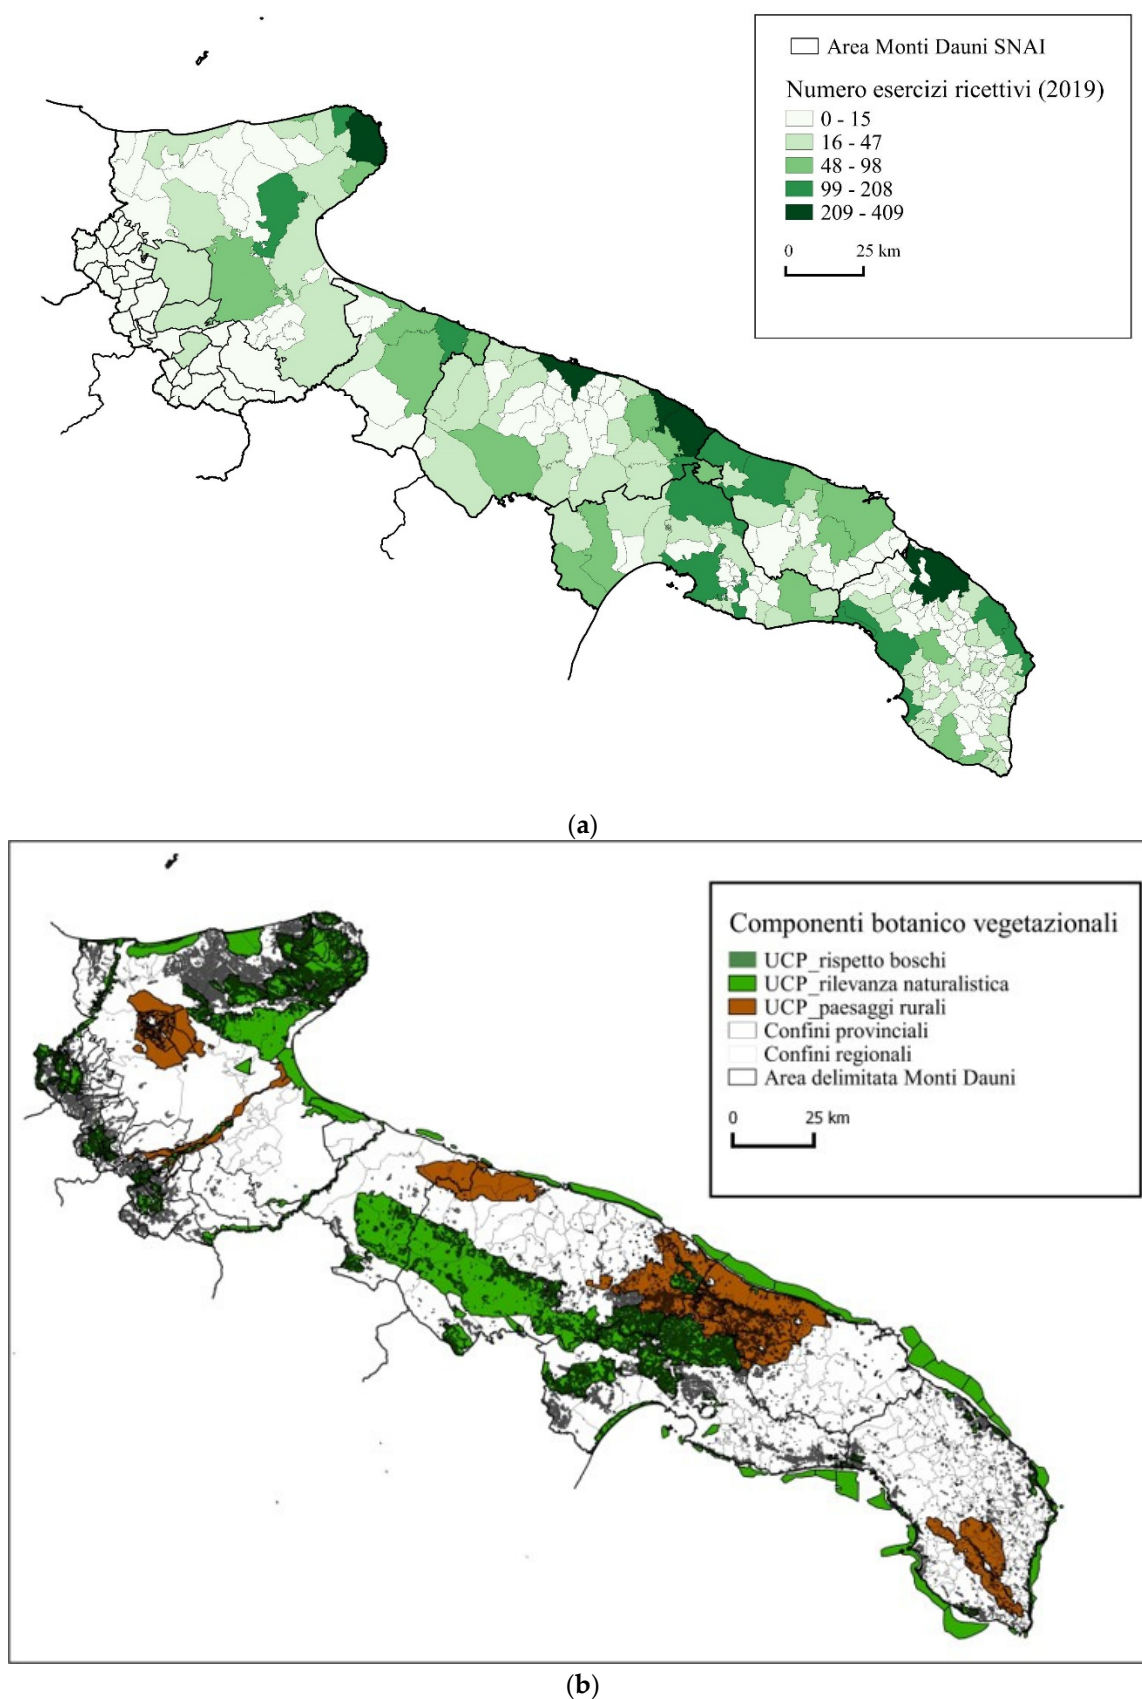 Area Monti Dauni SNAI
Numero esercizi ricettivi (2019)
0 - 15
16 - 47
48 - 98
99 - 208
209 - 409
0 25 km
(a)
Componenti botanico vegetazionali
UCP_rispetto boschi
UCP_rilevanza naturalistica
UCP_paesaggi rurali
Confini provinciali
Confini regionali
Area delimitata Monti Dauni
0 25 km
(b)